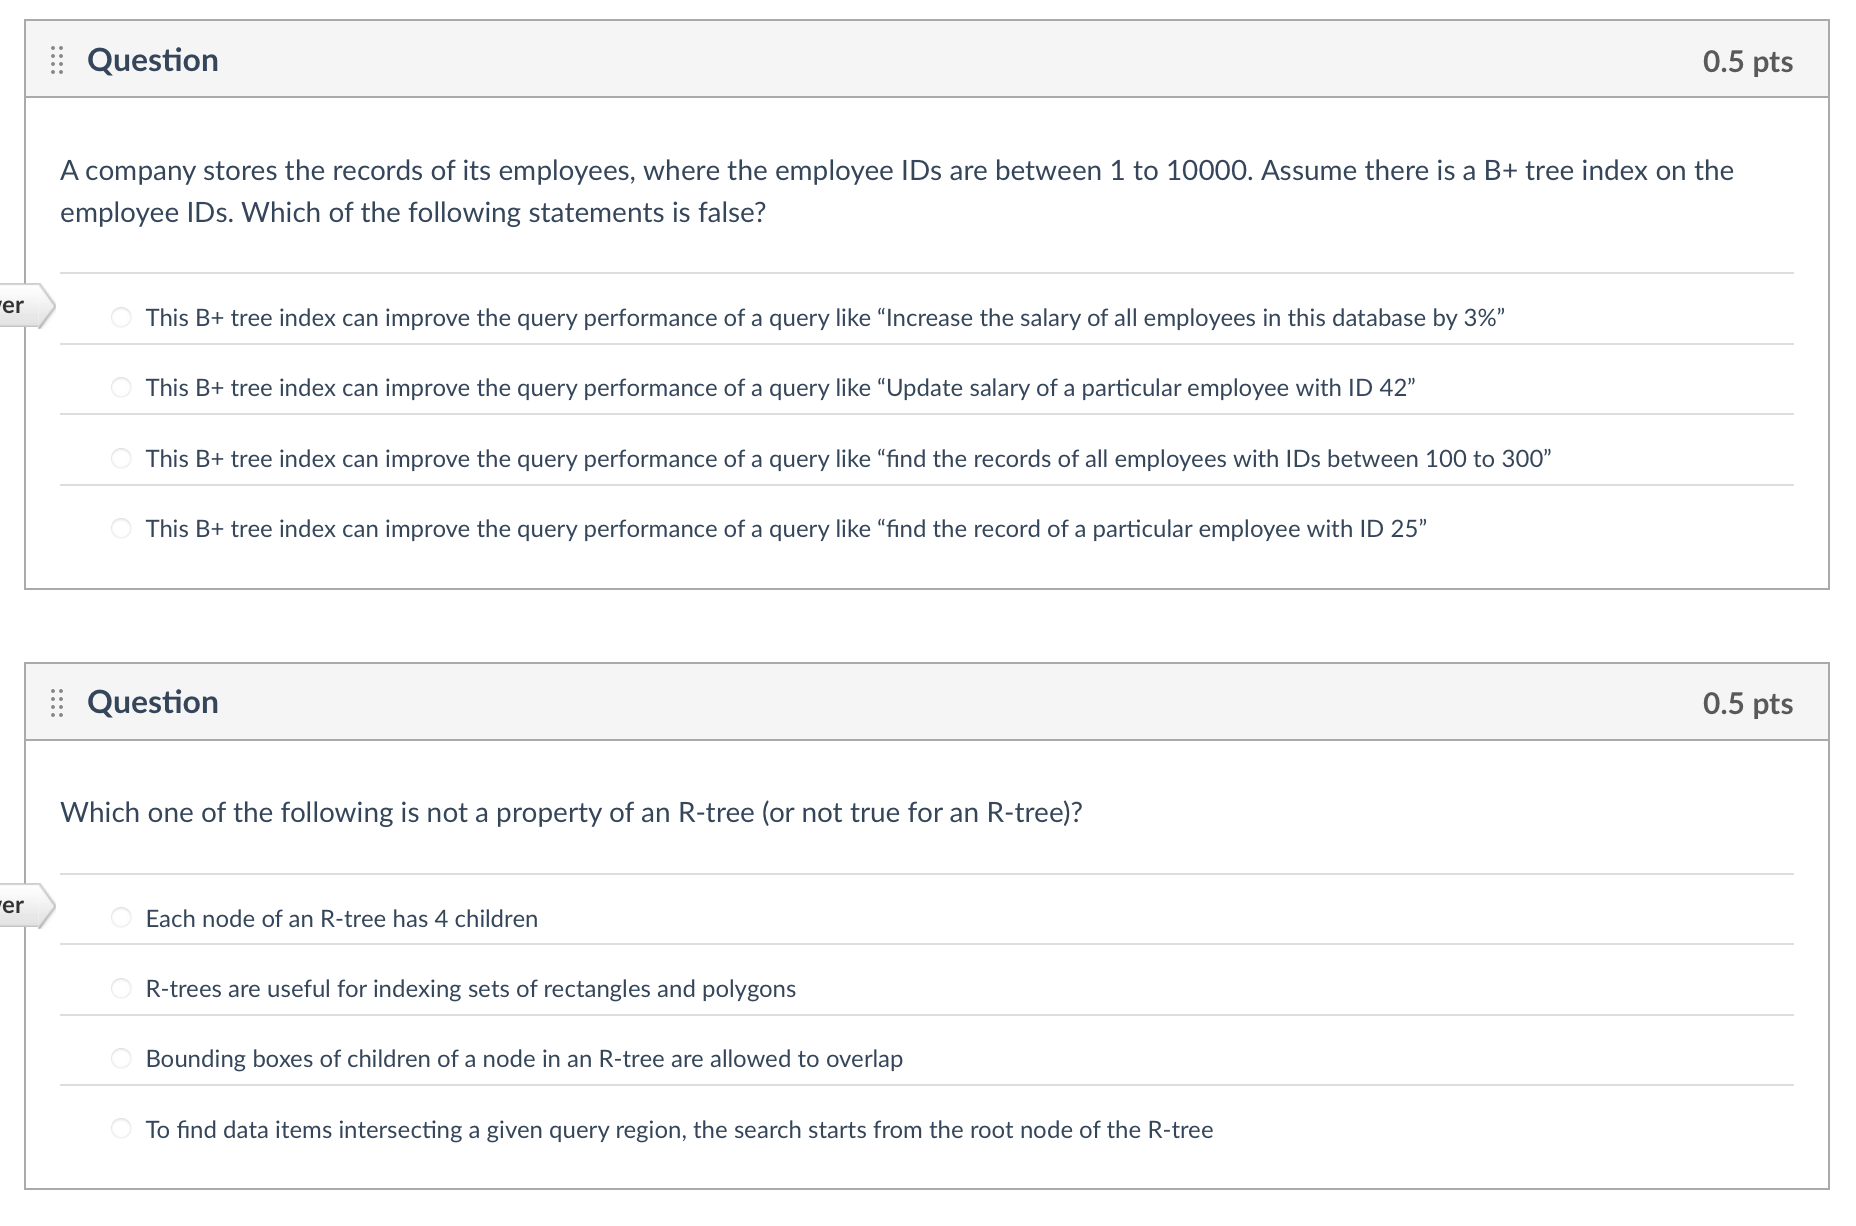 Question 0.5 pts
A company stores the records of its employees, where the employee IDs are between 1 to 10000. Assume there is a B+ tree index on the
employee IDs. Which of the following statements is false?
er
This B+ tree index can improve the query performance of a query like “Increase the salary of all employees in this database by 3%”
This B+ tree index can improve the query performance of a query like “Update salary of a particular employee with ID 42”
This B+ tree index can improve the query performance of a query like “find the records of all employees with IDs between 100 to 300”
This B+ tree index can improve the query performance of a query like “find the record of a particular employee with ID 25”
Question 0.5 pts
Which one of the following is not a property of an R-tree (or not true for an R-tree)?
er
Each node of an R-tree has 4 children
R-trees are useful for indexing sets of rectangles and polygons
Bounding boxes of children of a node in an R-tree are allowed to overlap
To find data items intersecting a given query region, the search starts from the root node of the R-tree